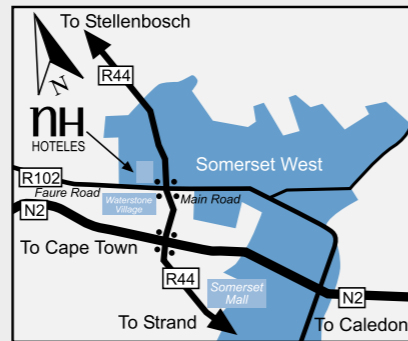 To Stellenbosch
R44
N
nH
HOTELES
Somerset West
R102
Faure Road
Main Road
Waterstone
Village
N2
To Cape Town
R44
Somerset
Mall
N2
To Strand
To Caledon